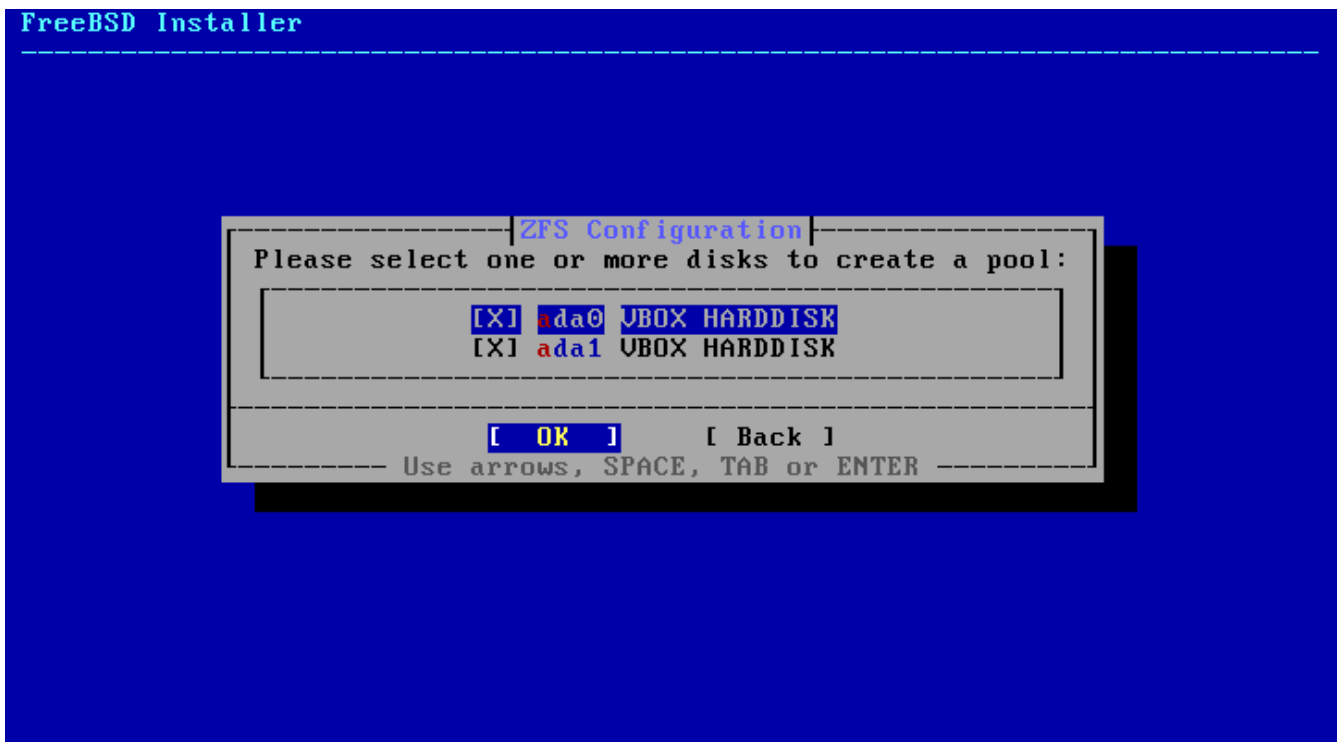 FreeBSD Installer
ZFS Configuration
Please select one or more disks to create a pool:
[X] ada0 VBOX HARDDISK
[X] ada1 VBOX HARDDISK
[ OK ] [ Back ]
Use arrows, SPACE, TAB or ENTER